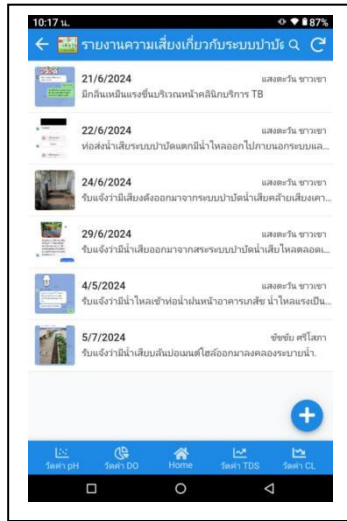 10:17 น. 87%
รายงานความเสี่ยงเกี่ยวกับระบบบำบั
21/6/2024 แสงตะวัน ชาวเขา
มีกลิ่นเหม็นแรงขึ้นบริเวณหน้าคลินิกบริการ TB
22/6/2024 แสงตะวัน ชาวเขา
ท่อส่งน้ำเสียระบบบำบัดแตกมีน้ำไหลออกไปภายนอกระบบแล...
24/6/2024 แสงตะวัน ชาวเขา
รับแจ้งว่ามีเสียงดังออกมาจากระบบบำบัดน้ำเสียคล้ายเสียงเคา...
29/6/2024 แสงตะวัน ชาวเขา
รับแจ้งว่ามีน้ำเสียออกมาจากสระระบบบำบัดน้ำเสียไหลตลอดเ...
4/5/2024 แสงตะวัน ชาวเขา
รับแจ้งว่ามีน้ำไหลเข้าท่อน้ำฝนหน้าอาคารเภสัช น้ำไหลแรงเป็น...
5/7/2024 ชัชชัย ศรีโสภา
รับแจ้งว่ามีน้ำเสียบสันบ่อเมนต์โฮล์ออกมาลงคลองระบายน้ำ.
วัดค่า pH วัดค่า DO Home วัดค่า TDS วัดค่า CL